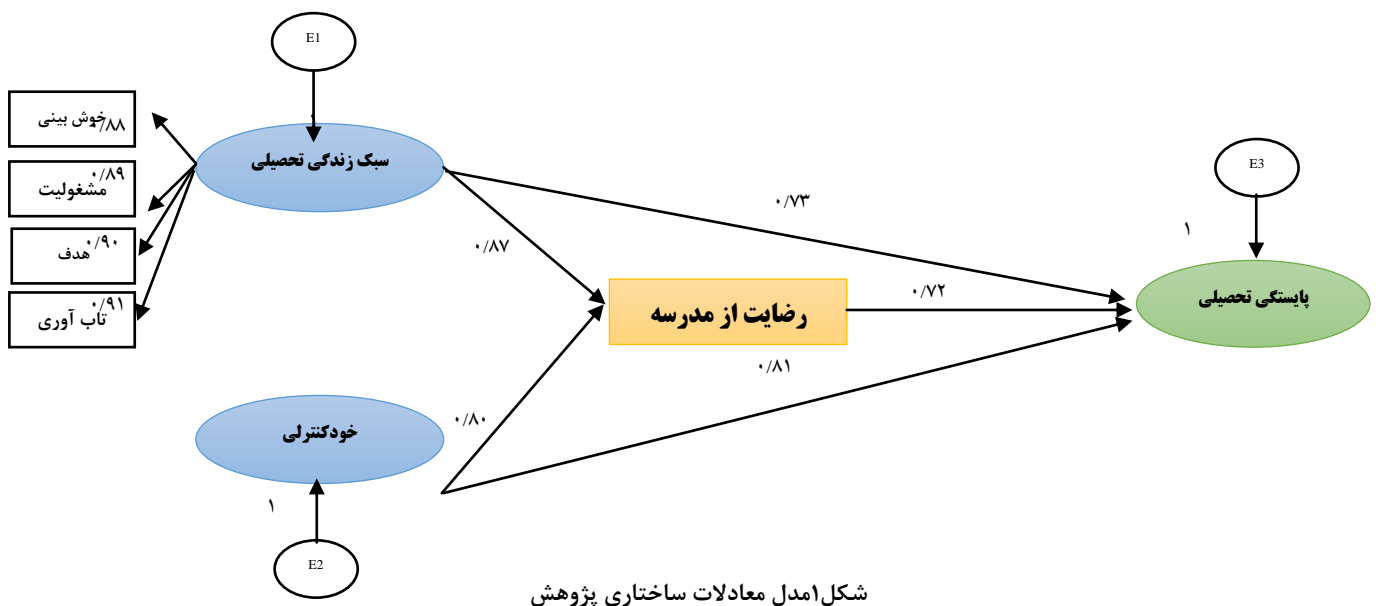 E1
خوش بینی
۰/۸۸
۰/۸۹
مشغولیت
۰/۹۰
هدف
۰/۹۱
تاب آوری
سبک زندگی تحصیلی
E3
۰/۷۳
۱
۰/۸۷
پایستگی تحصیلی
۰/۷۲
رضایت از مدرسه
۰/۸۱
۰/۸۰
خودکنترلی
۱
E2
شکل۱مدل معادلات ساختاری پژوهش